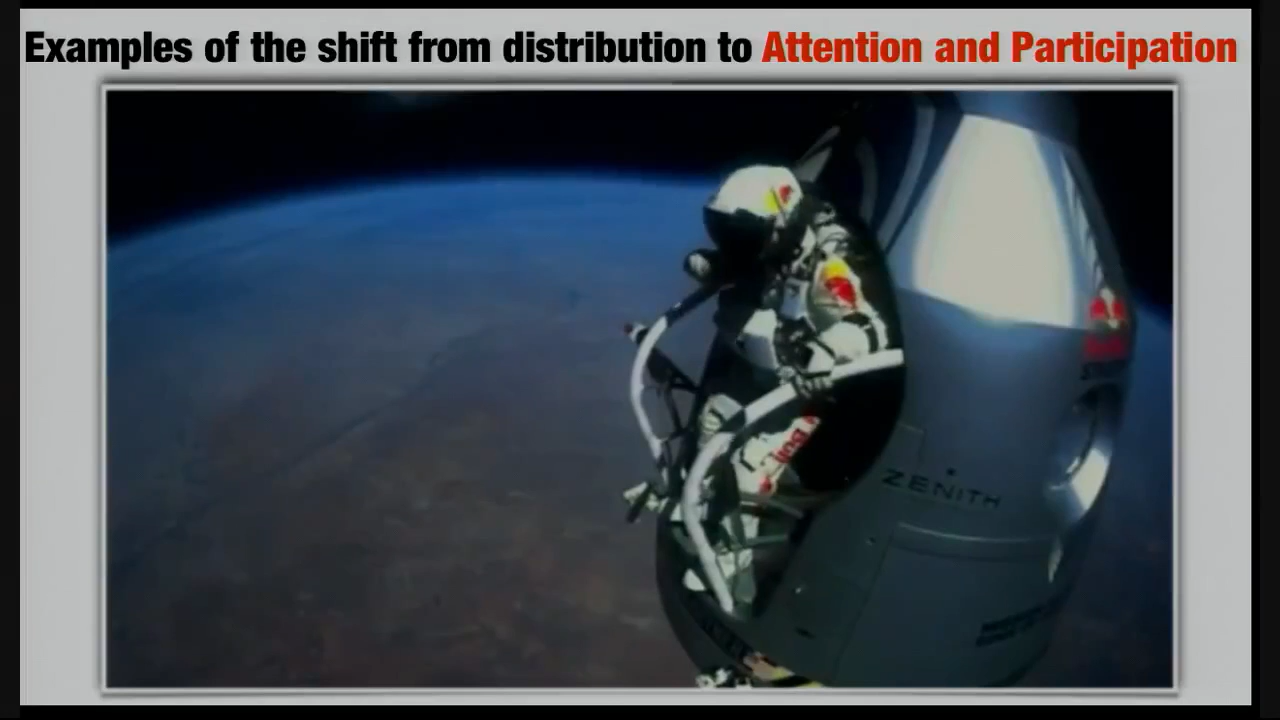 Examples of the shift from distribution to Attention and Participation
ZENITH